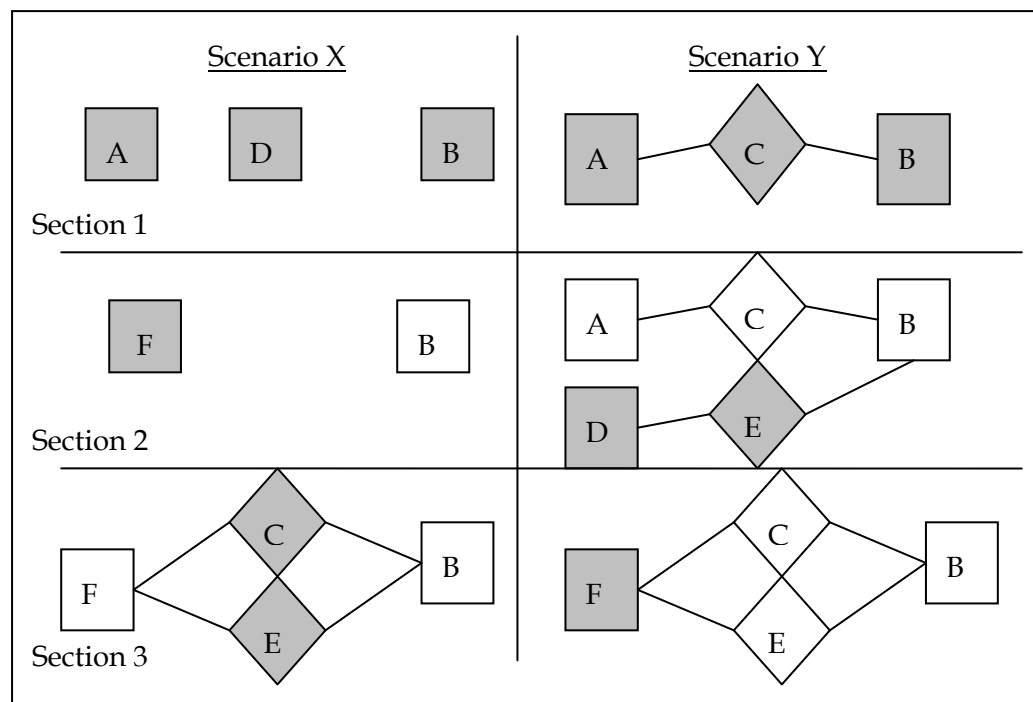 Scenario X
Scenario Y
A D B
A C B
Section 1
F B
A C B
D E
Section 2
F C B
E
F C B
E
Section 3